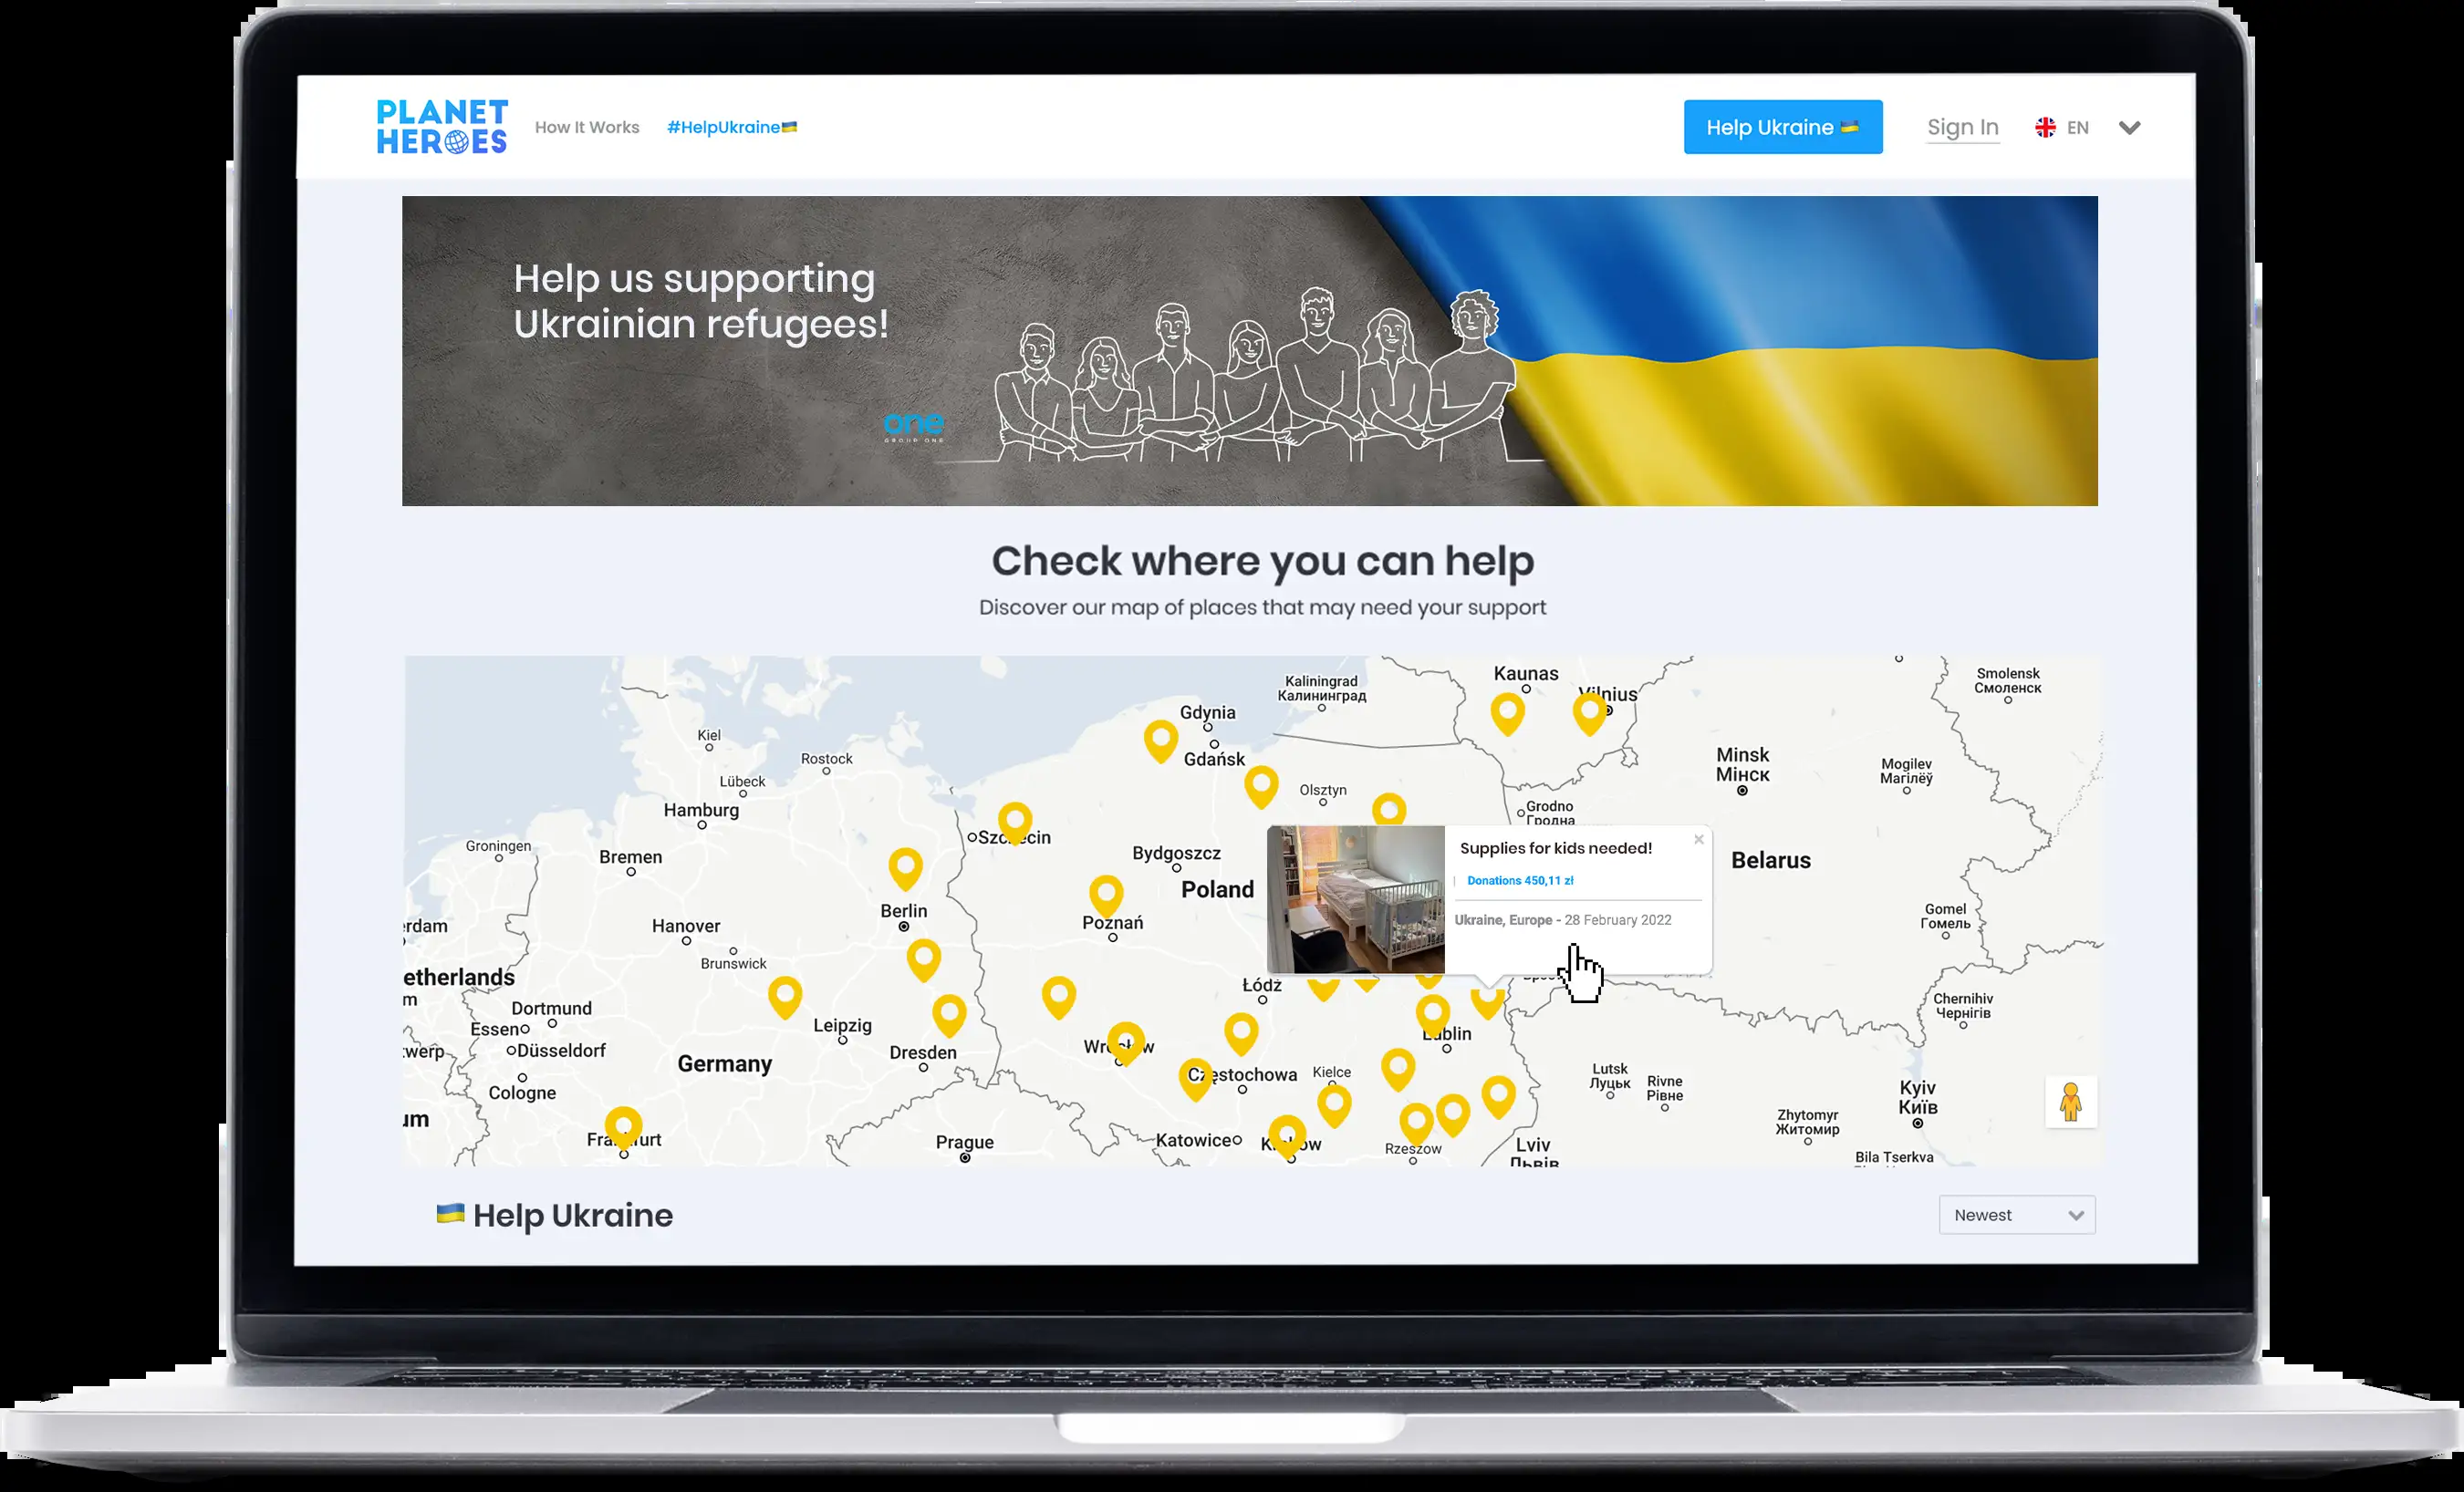 PLANET
HEROES
How It Works
#HelpUkraine
Help Ukraine
Sign In
EN
Help us supporting
Ukrainian refugees!
one
GROUP ONE
Check where you can help
Discover our map of places that may need your support
Kaunas
Vilnius
Smolensk
Смоленск
Kaliningrad
Калининград
Gdynia
Gdańsk
Kiel
Rostock
Lübeck
Hamburg
Minsk
Мінск
Mogilev
Магілёў
Olsztyn
Grodno
Гродна
Szczecin
Groningen
Bremen
Bydgoszcz
Poland
Supplies for kids needed!
Donations 450,11 zł
Ukraine, Europe - 28 February 2022
Belarus
Berlin
Poznań
Hanover
Brunswick
Gomel
Гомель
erdam
etherlands
m
Łódź
Chernihiv
Чернігів
Dortmund
Essen
Düsseldorf
Leipzig
Dresden
Germany
Lublin
twerp
Cologne
Częstochowa
Kielce
Lutsk
Луцьк
Rivne
Рівне
Kyiv
Київ
um
Zhytomyr
Житомир
Prague
Katowice
Rzeszow
Lviv
Львів
Bila Tserkva
Help Ukraine
Newest